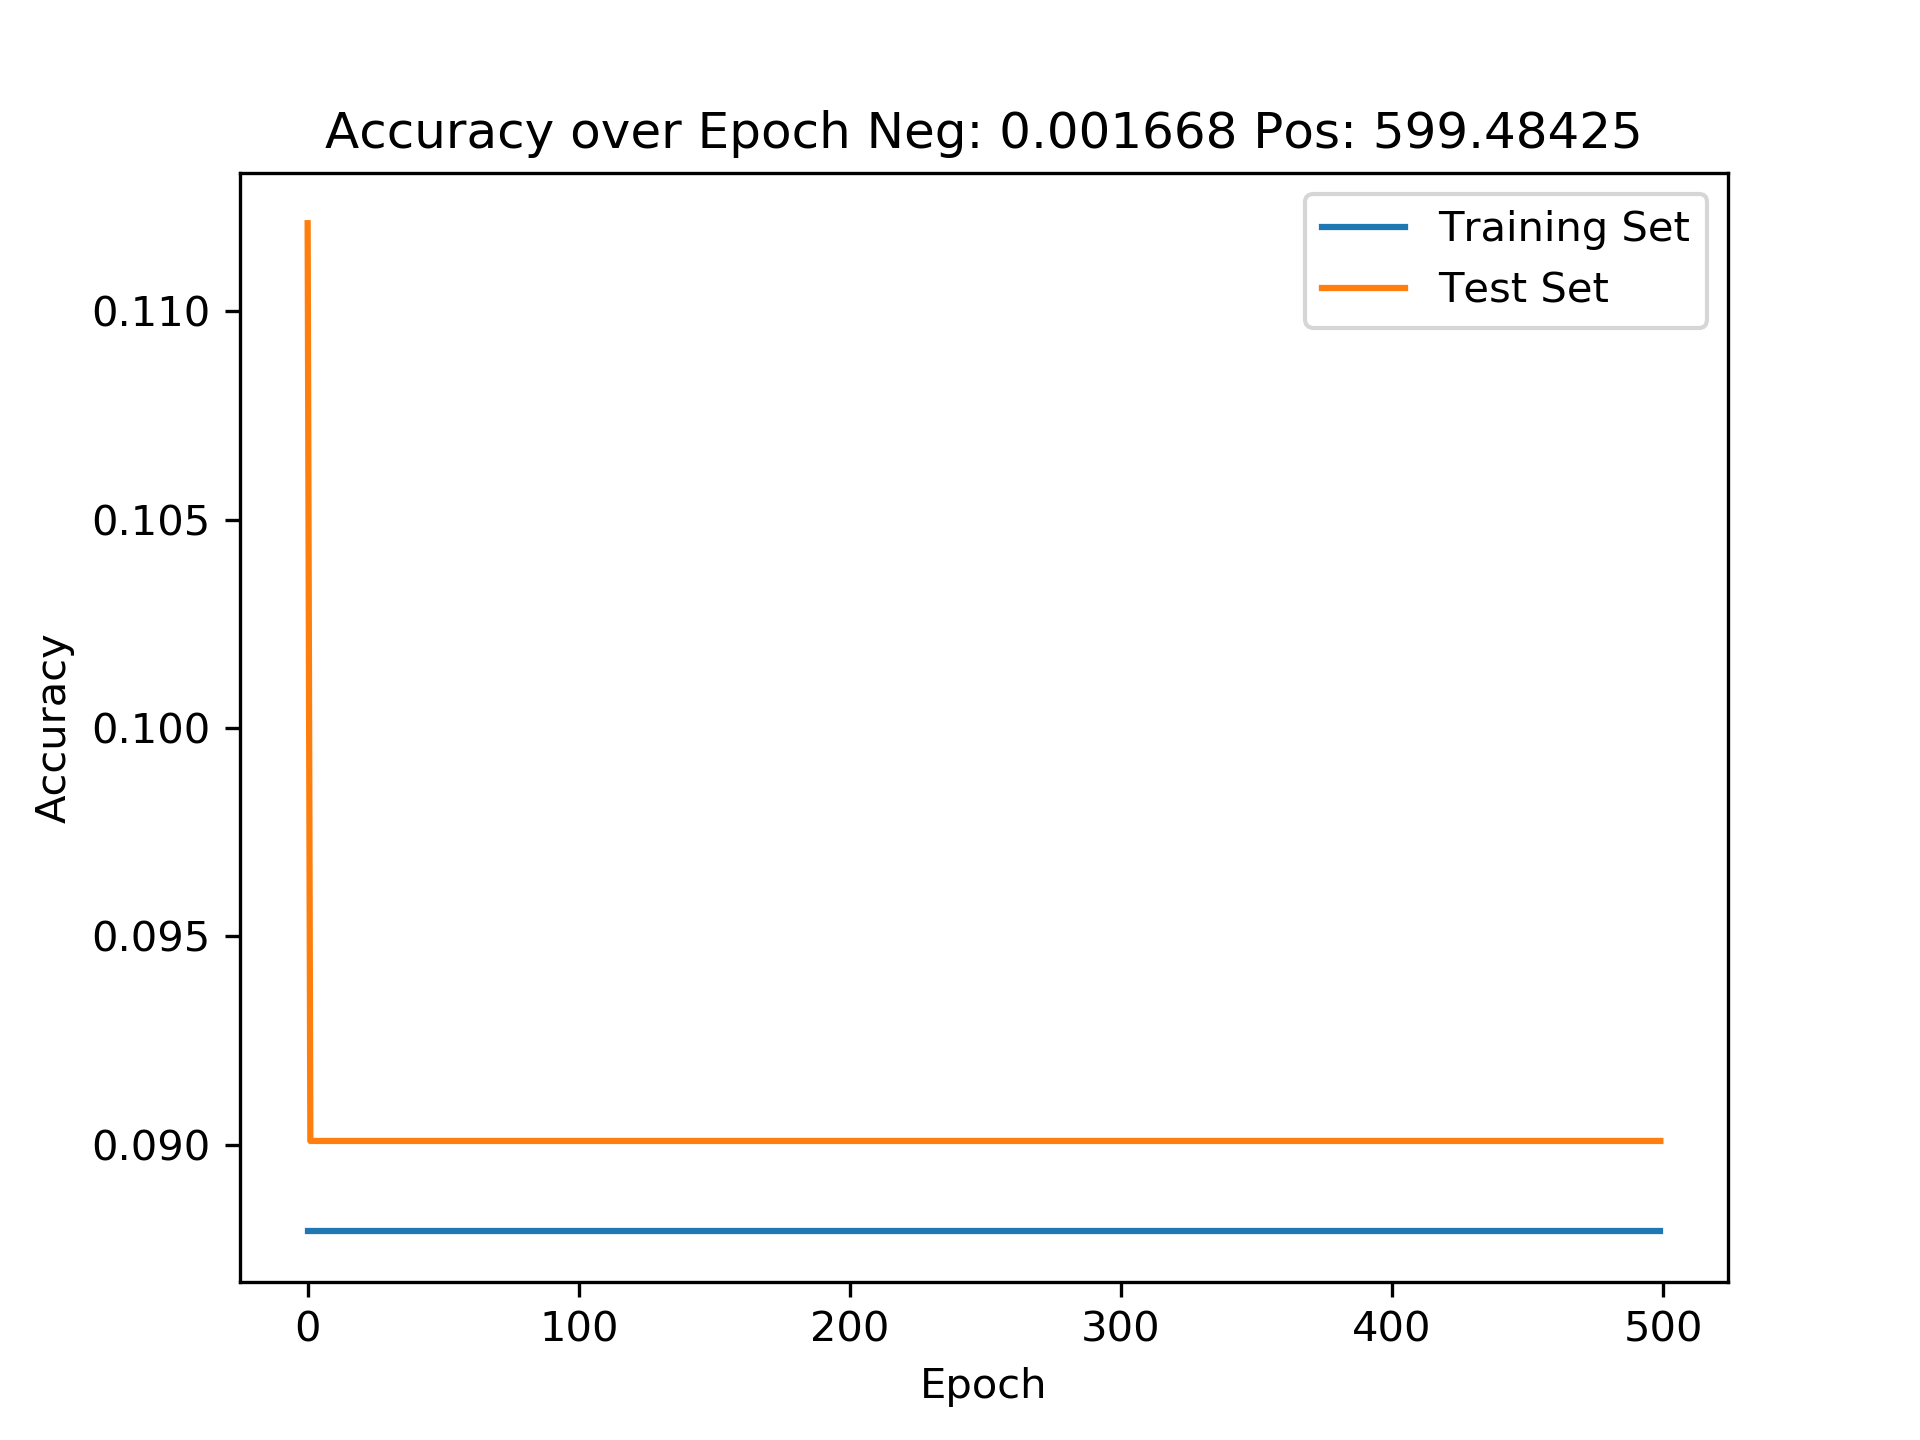 Accuracy over Epoch Neg: 0.001668 Pos: 599.48425
Training Set
Test Set
0.110
0.105
0.100
0.095
0.090
Accuracy
0 100 200 300 400 500
Epoch